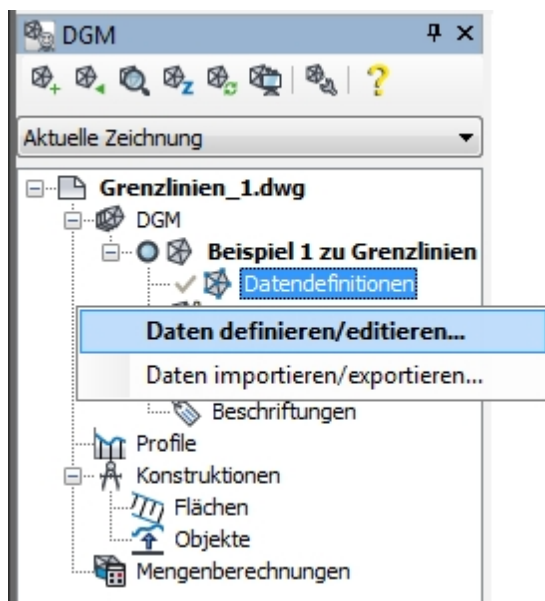 DGM
Aktuelle Zeichnung
Grenzlinien_1.dwg
DGM
Beispiel 1 zu Grenzlinien
Datendefinitionen
Daten definieren/editieren...
Daten importieren/exportieren...
Beschriftungen
Profile
Konstruktionen
Flächen
Objekte
Mengenberechnungen